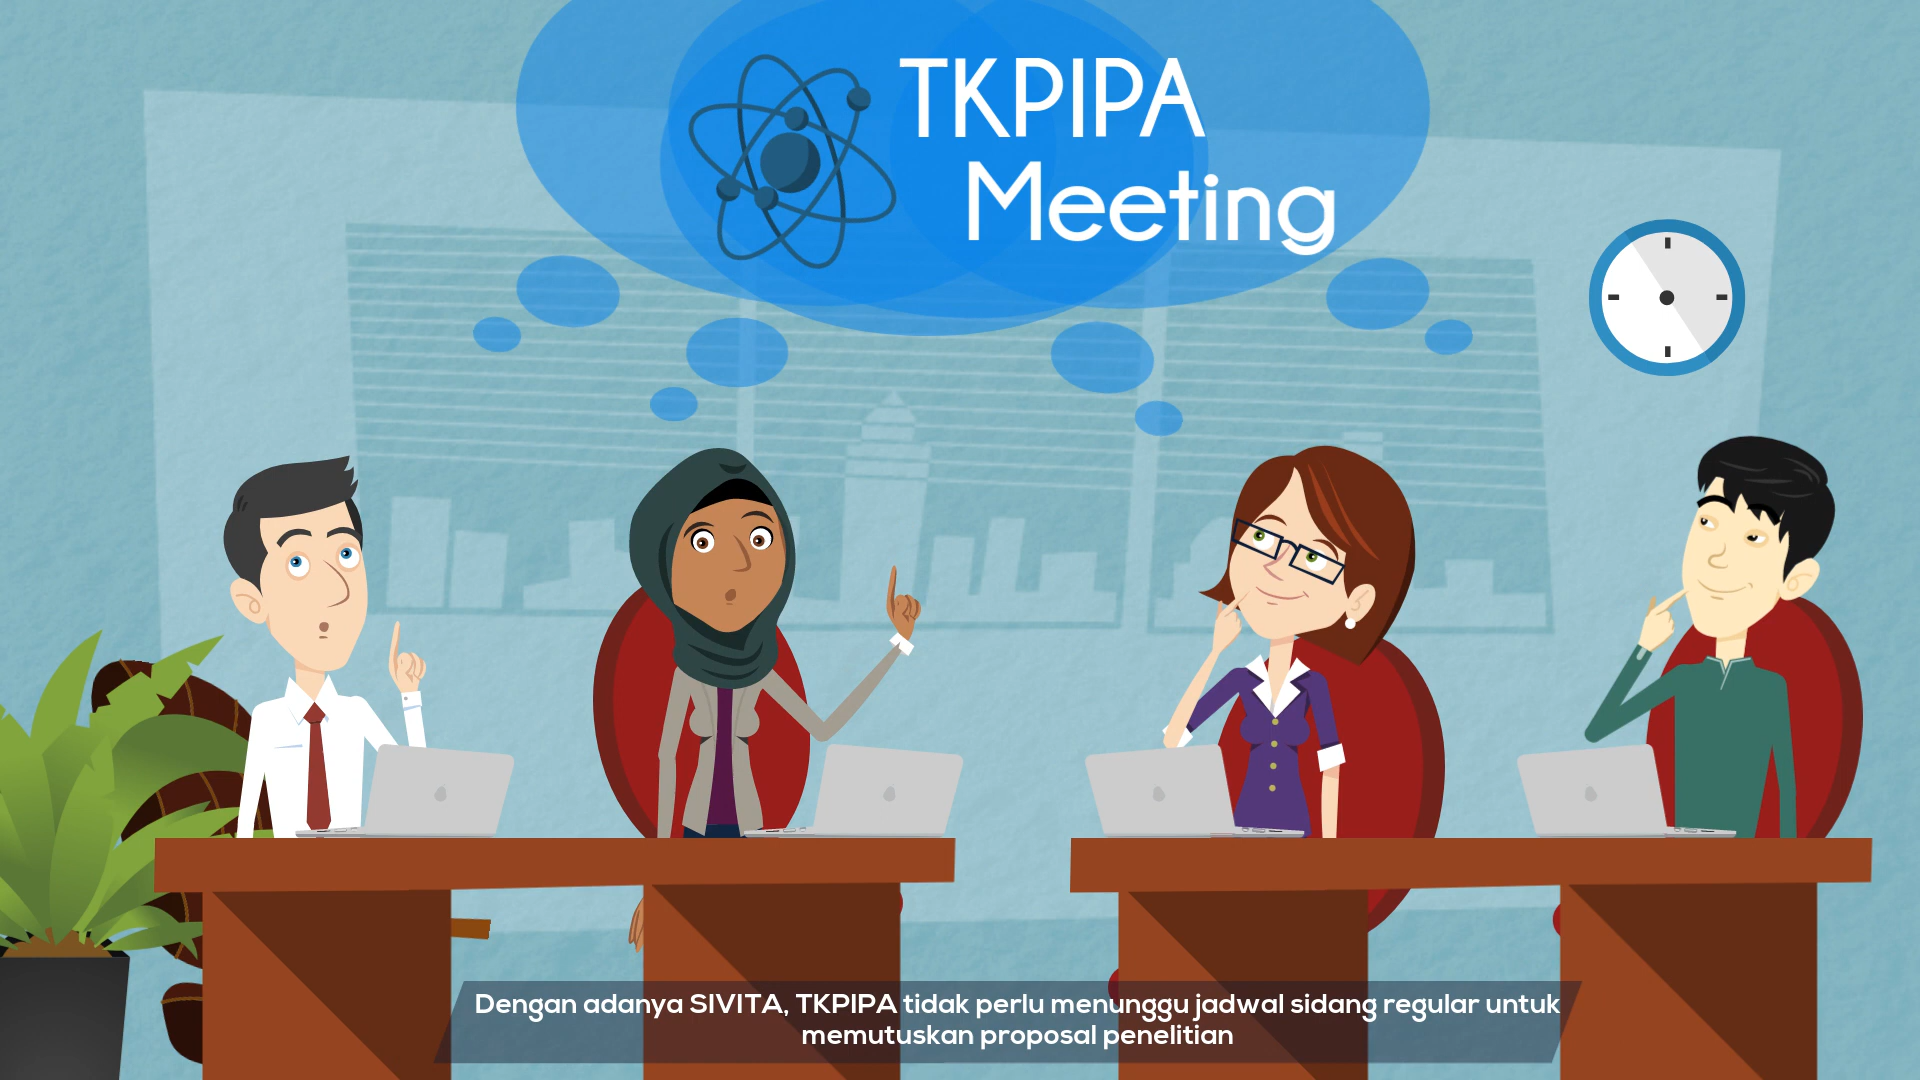 TKPIPA
Meeting
Dengan adanya SIVITA, TKPIPA tidak perlu menunggu jadwal sidang regular untuk
memutuskan proposal penelitian